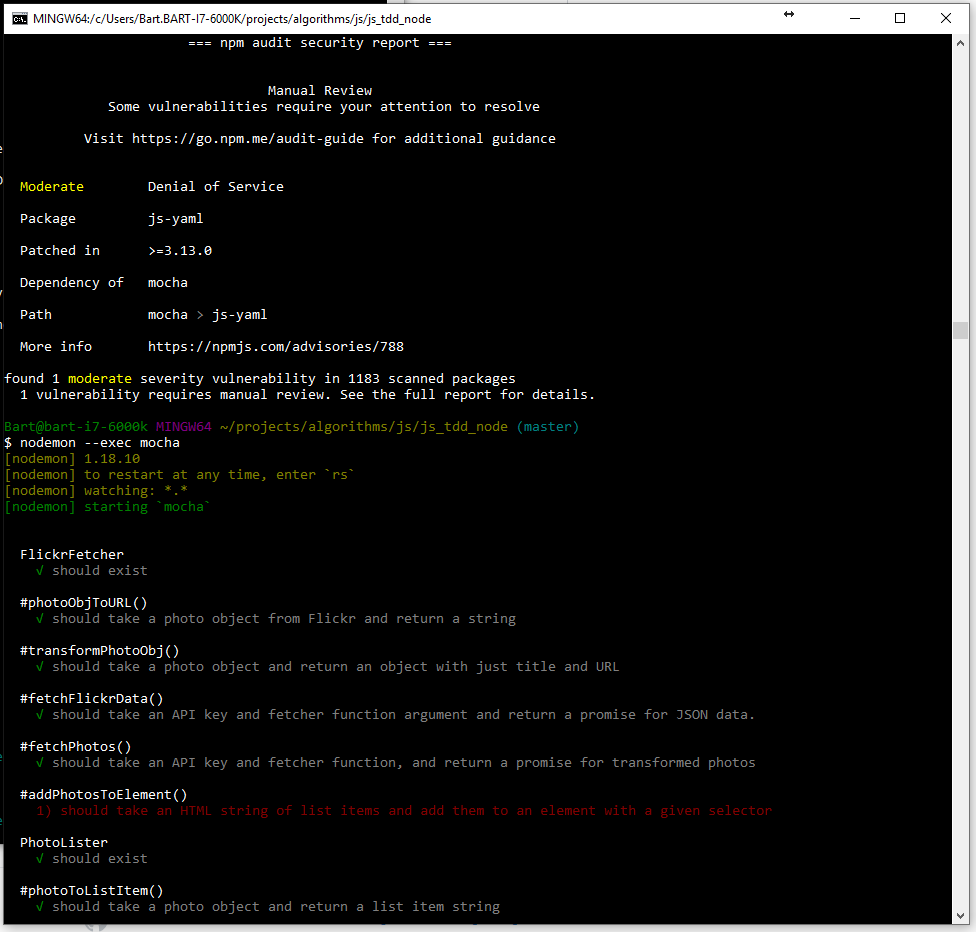 MINGW64:/c/Users/Bart.BART-I7-6000K/projects/algorithms/js/js_tdd_node
=== npm audit security report ===
Manual Review
Some vulnerabilities require your attention to resolve
Visit https://go.npm.me/audit-guide for additional guidance
Moderate Denial of Service
Package js-yaml
Patched in >=3.13.0
Dependency of mocha
Path mocha > js-yaml
More info https://npmjs.com/advisories/788
found 1 moderate severity vulnerability in 1183 scanned packages
1 vulnerability requires manual review. See the full report for details.
Bart@bart-i7-6000k MINGW64 ~/projects/algorithms/js/js_tdd_node (master)
$ nodemon --exec mocha
[nodemon] 1.18.10
[nodemon] to restart at any time, enter `rs`
[nodemon] watching: *.*
[nodemon] starting `mocha`
FlickrFetcher
√ should exist
#photoObjToURL()
√ should take a photo object from Flickr and return a string
#transformPhotoObj()
√ should take a photo object and return an object with just title and URL
#fetchFlickrData()
√ should take an API key and fetcher function argument and return a promise for JSON data.
#fetchPhotos()
√ should take an API key and fetcher function, and return a promise for transformed photos
#addPhotosToElement()
1) should take an HTML string of list items and add them to an element with a given selector
PhotoLister
√ should exist
#photoToListItem()
√ should take a photo object and return a list item string